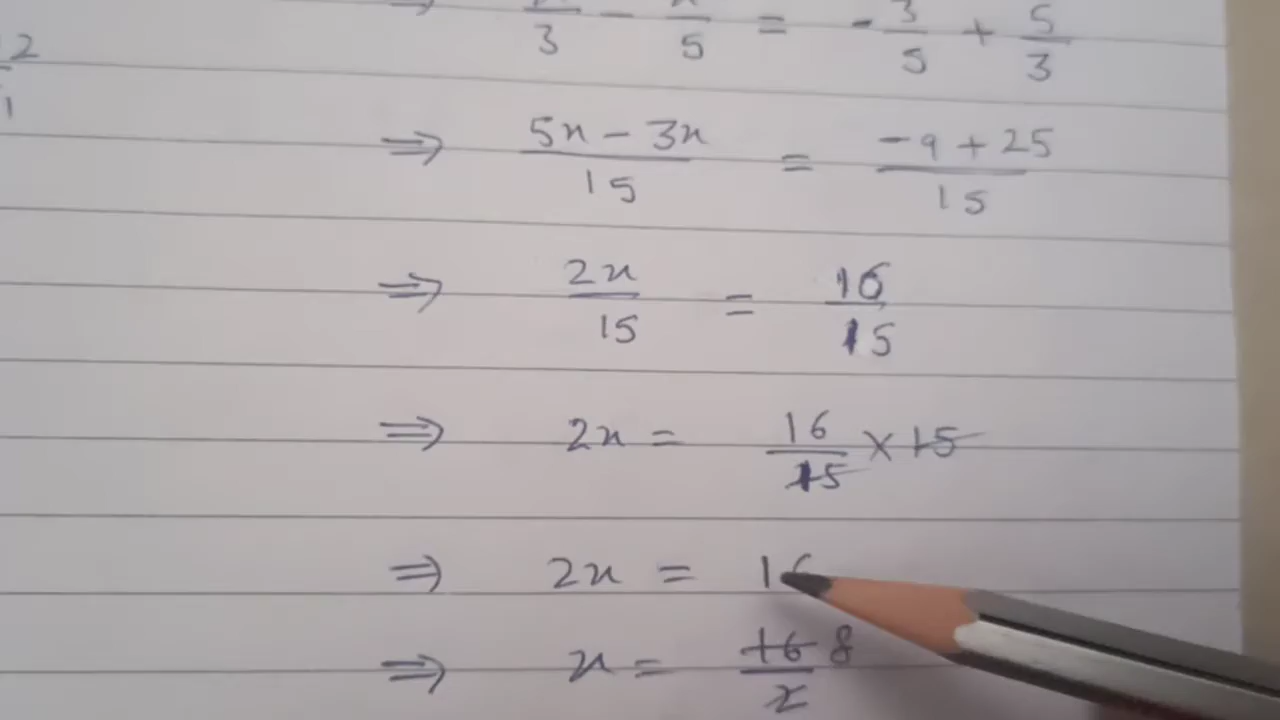 ⇒ x/3 - x/5 = -3/5 + 5/3
⇒ (5x - 3x)/15 = (-9 + 25)/15
⇒ 2x/15 = 16/15
⇒ 2x = 16/15 × 15
⇒ 2x = 16
⇒ x = 16/2 8